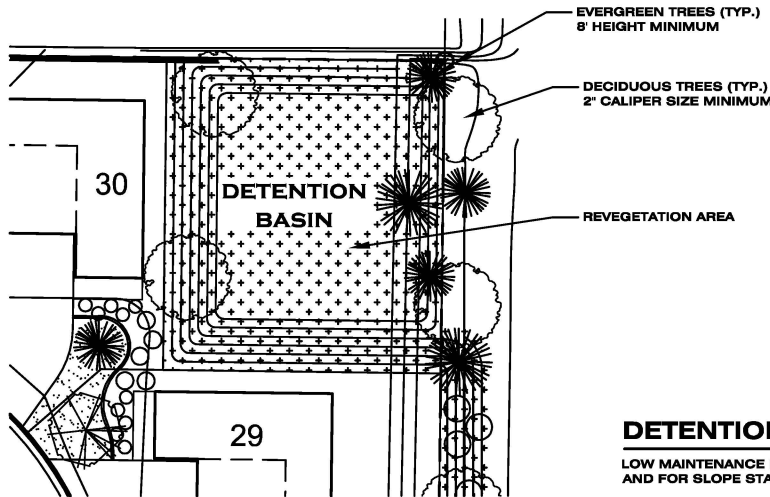 EVERGREEN TREES (TYP.)
8' HEIGHT MINIMUM
DECIDUOUS TREES (TYP.)
2" CALIPER SIZE MINIMUM
30
DETENTION
BASIN
REVEGETATION AREA
29
DETENTION
LOW MAINTENANCE
AND FOR SLOPE STA